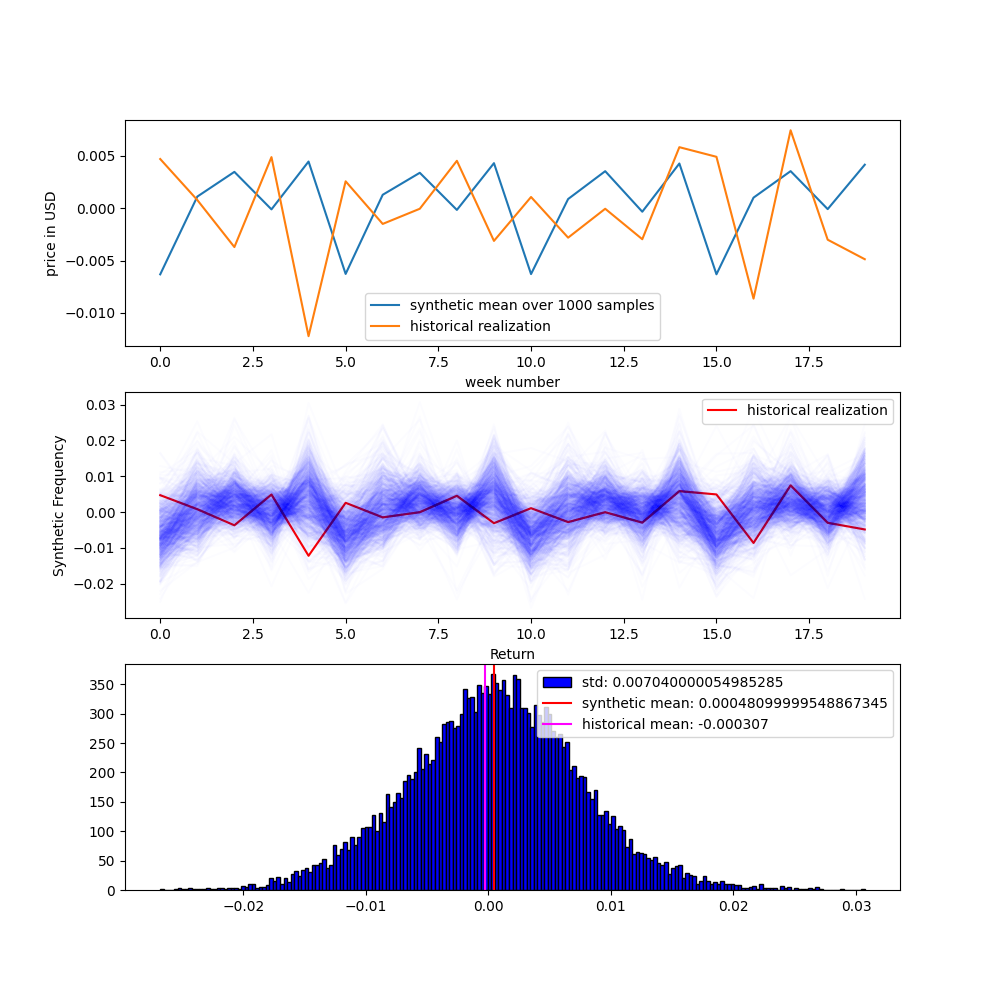 0.005
0.000
−0.005
−0.010
price in USD
synthetic mean over 1000 samples
historical realization
0.0 2.5 5.0 7.5 10.0 12.5 15.0 17.5
week number
0.03
0.02
0.01
0.00
−0.01
−0.02
Synthetic Frequency
historical realization
0.0 2.5 5.0 7.5 10.0 12.5 15.0 17.5
Return
350
300
250
200
150
100
50
0
std: 0.007040000054985285
synthetic mean: 0.00048099999548867345
historical mean: -0.000307
−0.02 −0.01 0.00 0.01 0.02 0.03